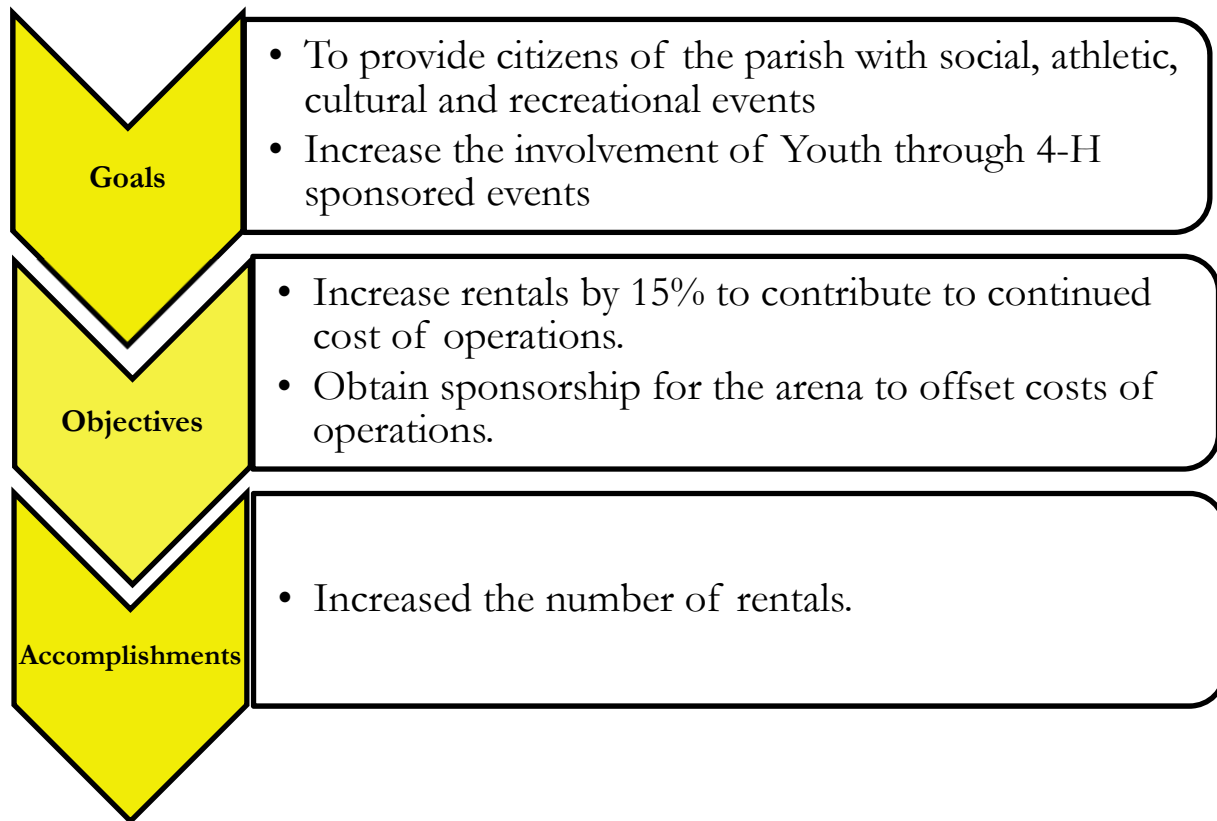 Goals
• To provide citizens of the parish with social, athletic,
cultural and recreational events
• Increase the involvement of Youth through 4-H
sponsored events
Objectives
• Increase rentals by 15% to contribute to continued
cost of operations.
• Obtain sponsorship for the arena to offset costs of
operations.
Accomplishments
• Increased the number of rentals.